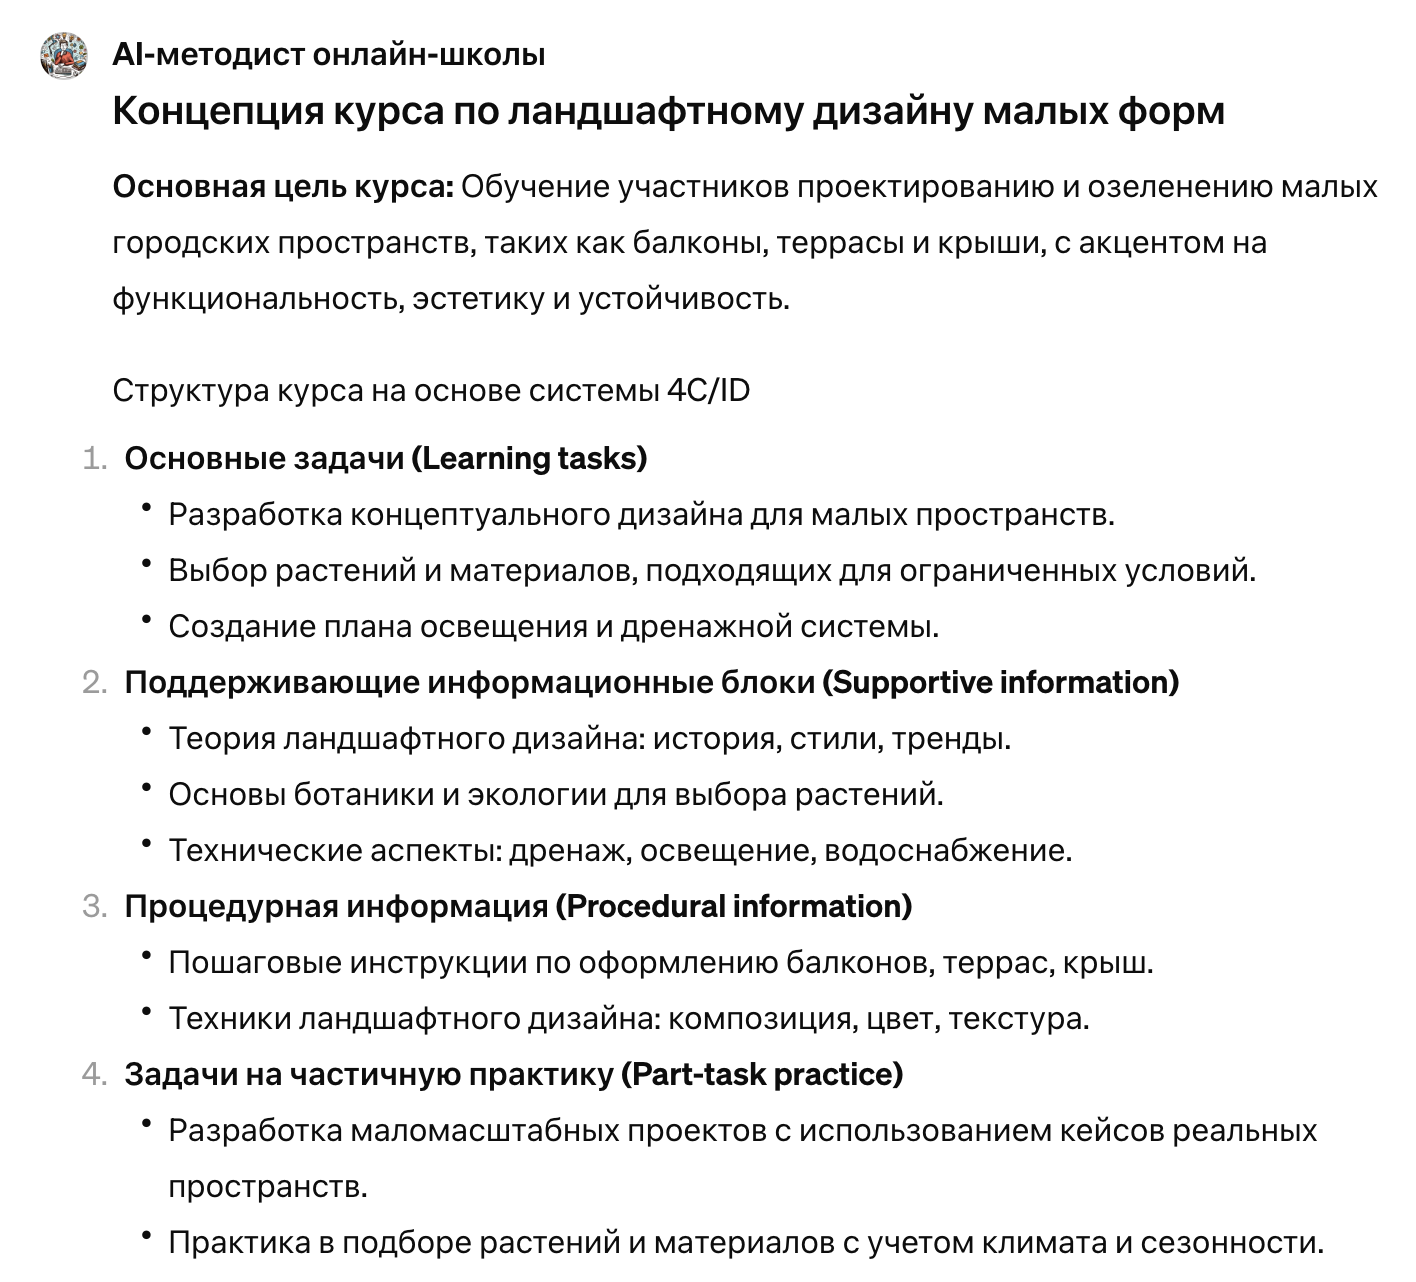 AI-методист онлайн-школы
Концепция курса по ландшафтному дизайну малых форм
Основная цель курса: Обучение участников проектированию и озеленению малых
городских пространств, таких как балконы, террасы и крыши, с акцентом на
функциональность, эстетику и устойчивость.
Структура курса на основе системы 4C/ID
1. Основные задачи (Learning tasks)
• Разработка концептуального дизайна для малых пространств.
• Выбор растений и материалов, подходящих для ограниченных условий.
• Создание плана освещения и дренажной системы.
2. Поддерживающие информационные блоки (Supportive information)
• Теория ландшафтного дизайна: история, стили, тренды.
• Основы ботаники и экологии для выбора растений.
• Технические аспекты: дренаж, освещение, водоснабжение.
3. Процедурная информация (Procedural information)
• Пошаговые инструкции по оформлению балконов, террас, крыш.
• Техники ландшафтного дизайна: композиция, цвет, текстура.
4. Задачи на частичную практику (Part-task practice)
• Разработка маломасштабных проектов с использованием кейсов реальных
пространств.
• Практика в подборе растений и материалов с учетом климата и сезонности.